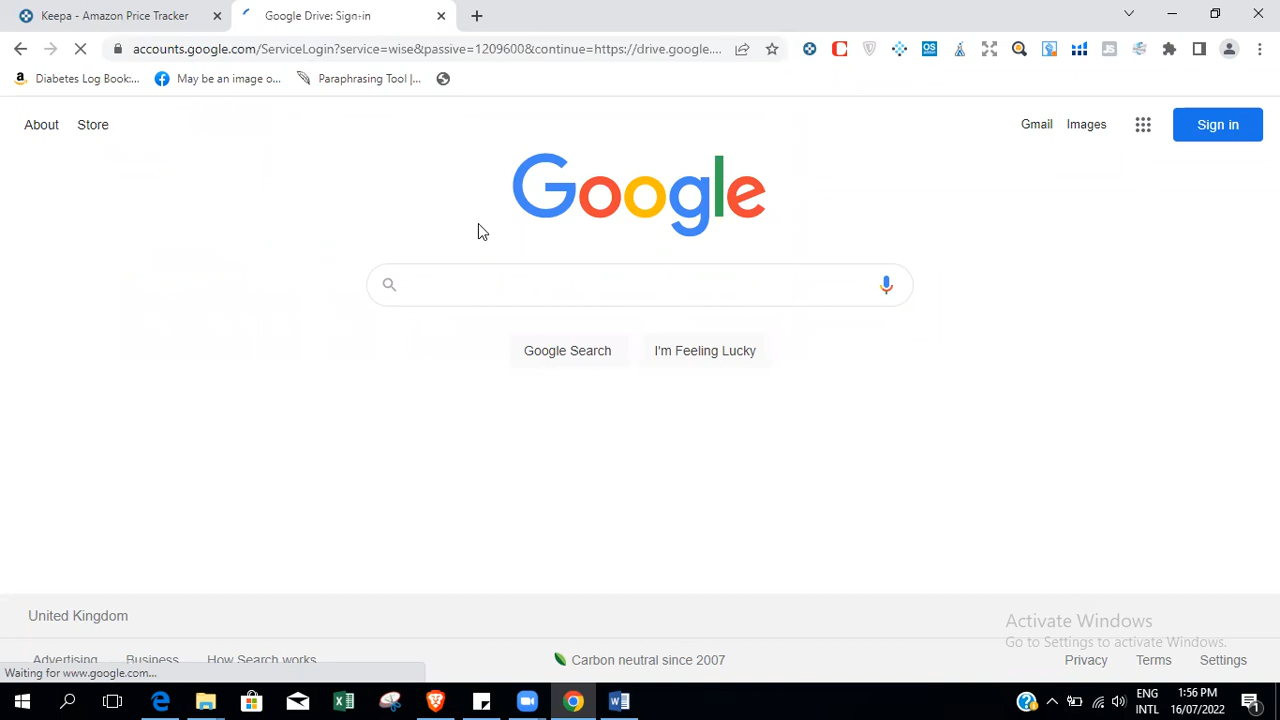 Keepa - Amazon Price Tracker
Google Drive: Sign-in
accounts.google.com/ServiceLogin?service=wise&passive=1209600&continue=https://drive.google....
Diabetes Log Book:...
May be an image o...
Paraphrasing Tool |...
About
Store
Gmail
Images
Sign in
Google
Google Search
I'm Feeling Lucky
United Kingdom
Activate Windows
Go to Settings to activate Windows.
Advertising
Business
How Search works
Carbon neutral since 2007
Privacy
Terms
Settings
Waiting for www.google.com...
ENG
INTL
1:56 PM
16/07/2022